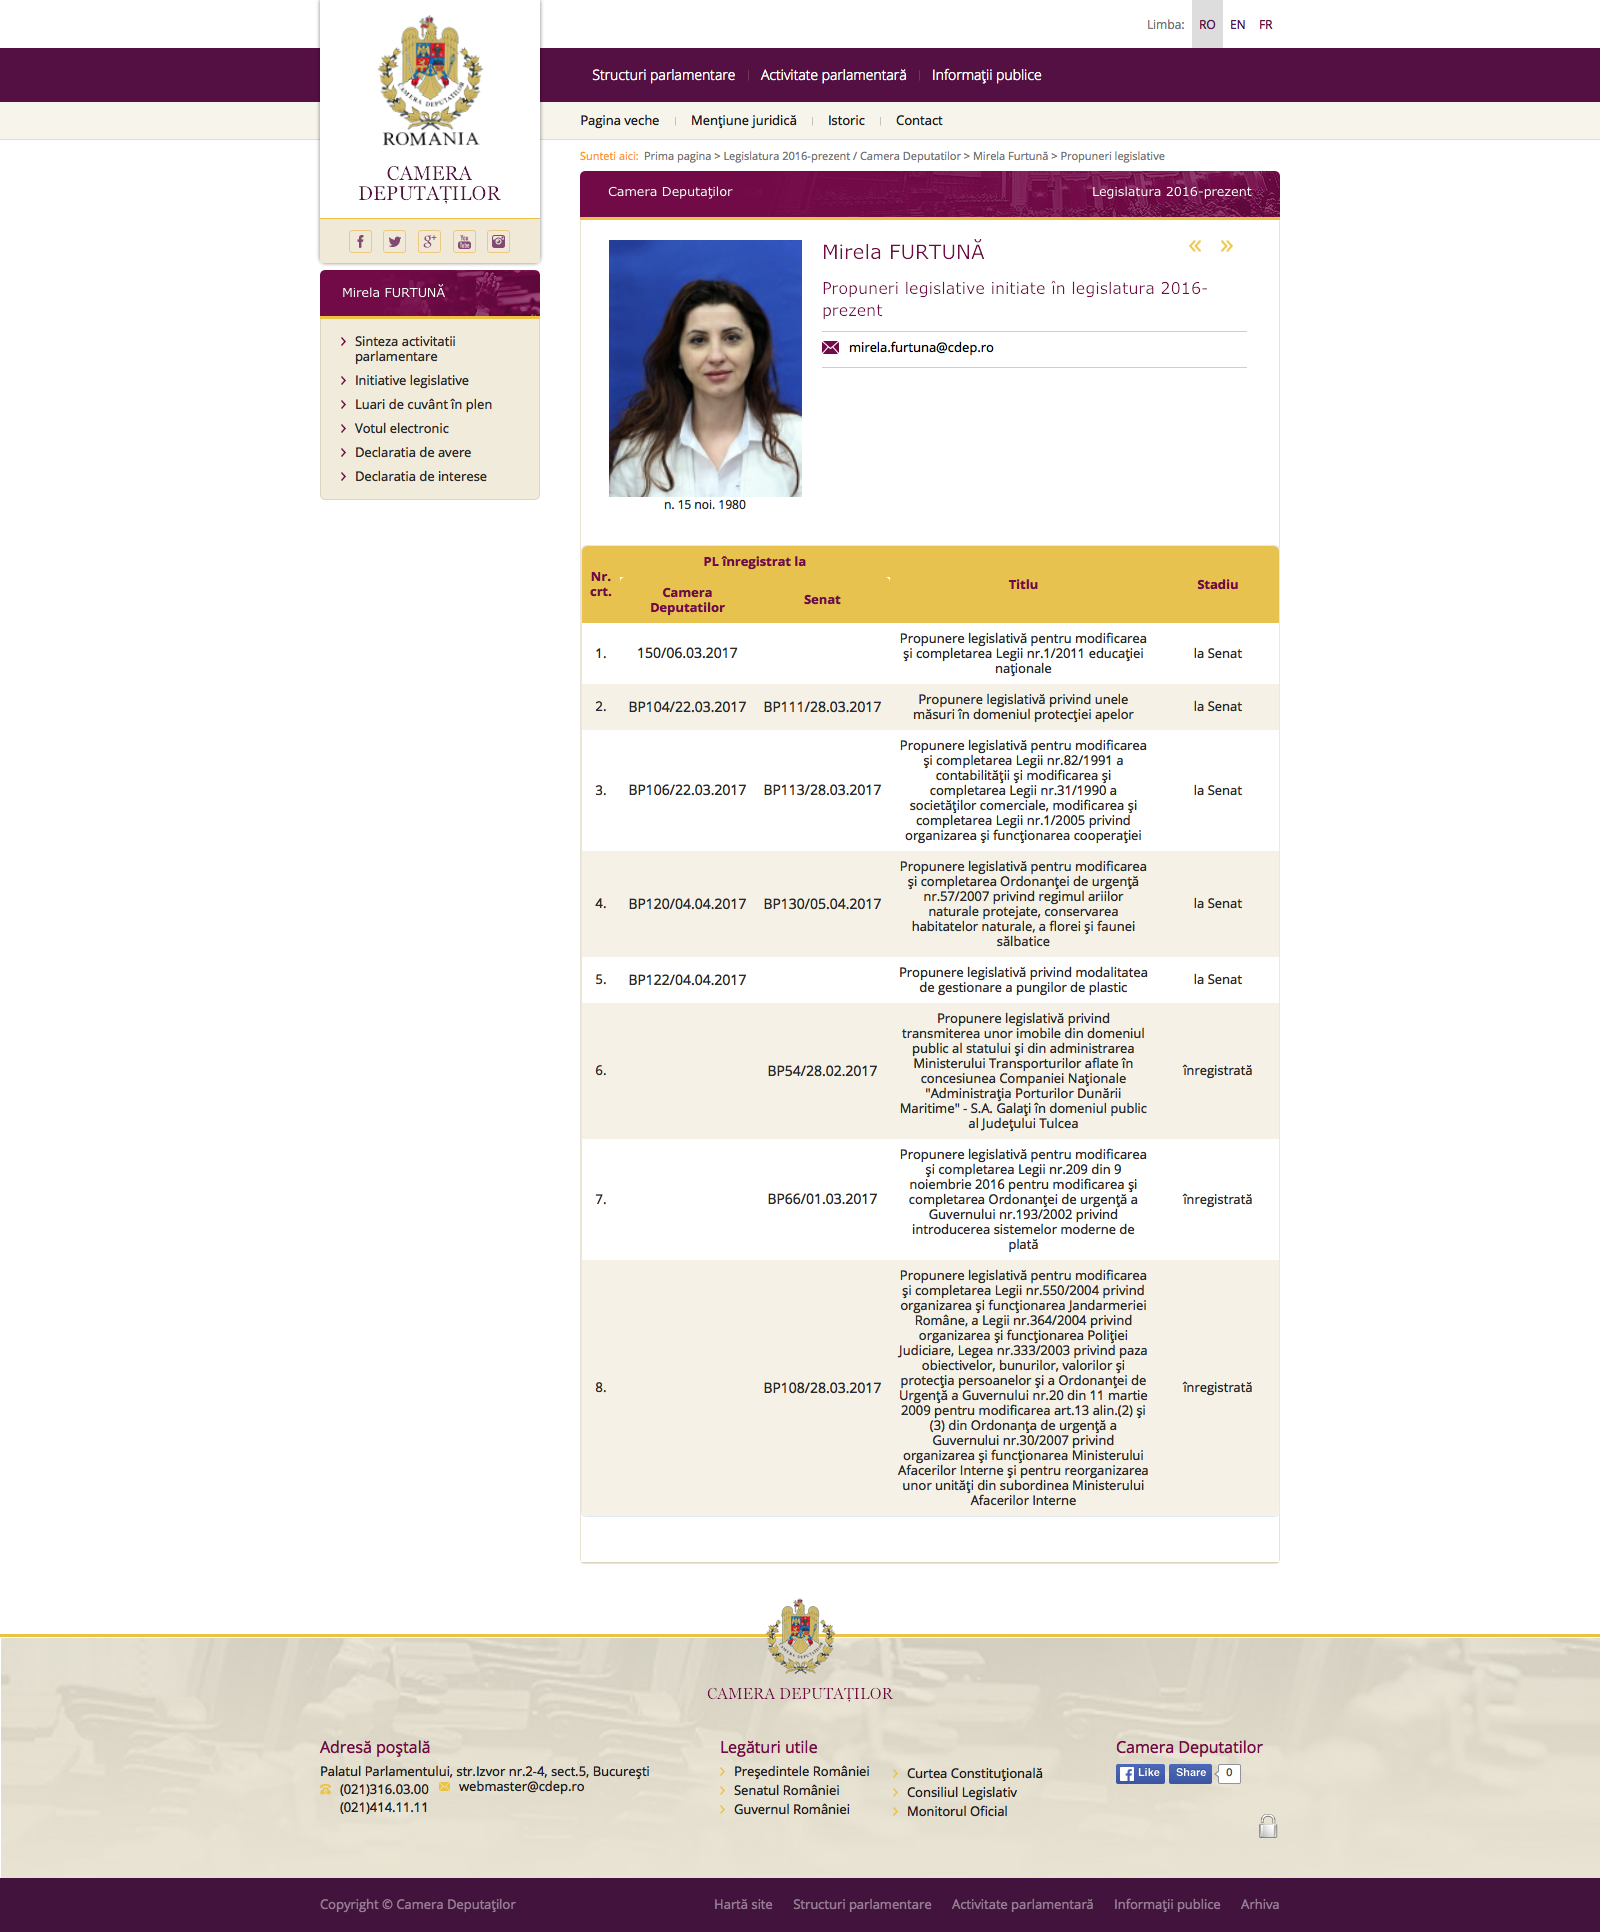 Limba: RO EN FR
Structuri parlamentare
Activitate parlamentară
Informaţii publice
Pagina veche
Menţiune juridică
Istoric
Contact
ROMANIA
CAMERA
DEPUTAŢILOR
Sunteti aici: Prima pagina > Legislatura 2016-prezent / Camera Deputatilor > Mirela Furtună > Propuneri legislative
Camera Deputaţilor
Legislatura 2016-prezent
Mirela FURTUNĂ
Sinteza activitatii
parlamentare
Initiative legislative
Luari de cuvânt în plen
Votul electronic
Declaratia de avere
Declaratia de interese
Mirela FURTUNĂ
Propuneri legislative initiate în legislatura 2016-
prezent
mirela.furtuna@cdep.ro
n. 15 noi. 1980
Nr.
crt.
PL înregistrat la
Camera
Deputatilor
Senat
Titlu
Stadiu
1.
150/06.03.2017
Propunere legislativă pentru modificarea
şi completarea Legii nr.1/2011 educaţiei
naţionale
la Senat
2.
BP104/22.03.2017
BP111/28.03.2017
Propunere legislativă privind unele
măsuri în domeniul protecţiei apelor
la Senat
3.
BP106/22.03.2017
BP113/28.03.2017
Propunere legislativă pentru modificarea
şi completarea Legii nr.82/1991 a
contabilităţii şi modificarea şi
completarea Legii nr.31/1990 a
societăţilor comerciale, modificarea şi
completarea Legii nr.1/2005 privind
organizarea şi funcţionarea cooperaţiei
la Senat
4.
BP120/04.04.2017
BP130/05.04.2017
Propunere legislativă pentru modificarea
şi completarea Ordonanţei de urgenţă
nr.57/2007 privind regimul ariilor
naturale protejate, conservarea
habitatelor naturale, a florei şi faunei
sălbatice
la Senat
5.
BP122/04.04.2017
Propunere legislativă privind modalitatea
de gestionare a pungilor de plastic
la Senat
6.
BP54/28.02.2017
Propunere legislativă privind
transmiterea unor imobile din domeniul
public al statului şi din administrarea
Ministerului Transporturilor aflate în
concesiunea Companiei Naţionale
"Administraţia Porturilor Dunării
Maritime" - S.A. Galaţi în domeniul public
al Judeţului Tulcea
înregistrată
7.
BP66/01.03.2017
Propunere legislativă pentru modificarea
şi completarea Legii nr.209 din 9
noiembrie 2016 pentru modificarea şi
completarea Ordonanţei de urgenţă a
Guvernului nr.193/2002 privind
introducerea sistemelor moderne de
plată
înregistrată
8.
BP108/28.03.2017
Propunere legislativă pentru modificarea
şi completarea Legii nr.550/2004 privind
organizarea şi funcţionarea Jandarmeriei
Române, a Legii nr.364/2004 privind
organizarea şi funcţionarea Poliţiei
Judiciare, Legea nr.333/2003 privind paza
obiectivelor, bunurilor, valorilor şi
protecţia persoanelor şi a Ordonanţei de
Urgenţă a Guvernului nr.20 din 11 martie
2009 pentru modificarea art.13 alin.(2) şi
(3) din Ordonanţa de urgenţă a
Guvernului nr.30/2007 privind
organizarea şi funcţionarea Ministerului
Afacerilor Interne şi pentru reorganizarea
unor unităţi din subordinea Ministerului
Afacerilor Interne
înregistrată
CAMERA DEPUTAŢILOR
Adresă poştală
Palatul Parlamentului, str.Izvor nr.2-4, sect.5, Bucureşti
(021)316.03.00
webmaster@cdep.ro
(021)414.11.11
Legături utile
Preşedintele României
Senatul României
Guvernul României
Curtea Constituţională
Consiliul Legislativ
Monitorul Oficial
Camera Deputatilor
Like Share 0
Copyright © Camera Deputaţilor
Hartă site
Structuri parlamentare
Activitate parlamentară
Informaţii publice
Arhiva